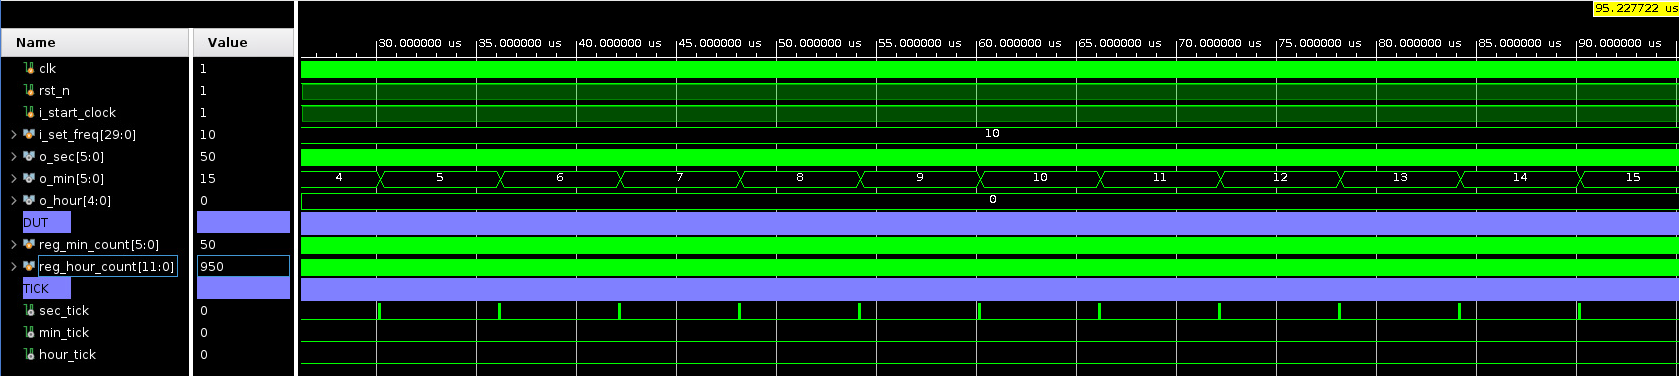 95.227722 us
Name Value
30.000000 us 35.000000 us 40.000000 us 45.000000 us 50.000000 us 55.000000 us 60.000000 us 65.000000 us 70.000000 us 75.000000 us 80.000000 us 85.000000 us 90.000000 us
clk 1
rst_n 1
i_start_clock 1
i_set_freq[29:0] 10 10
o_sec[5:0] 50
o_min[5:0] 15 4 5 6 7 8 9 10 11 12 13 14 15
o_hour[4:0] 0 0
DUT
reg_min_count[5:0] 50
reg_hour_count[11:0] 950
TICK
sec_tick 0
min_tick 0
hour_tick 0